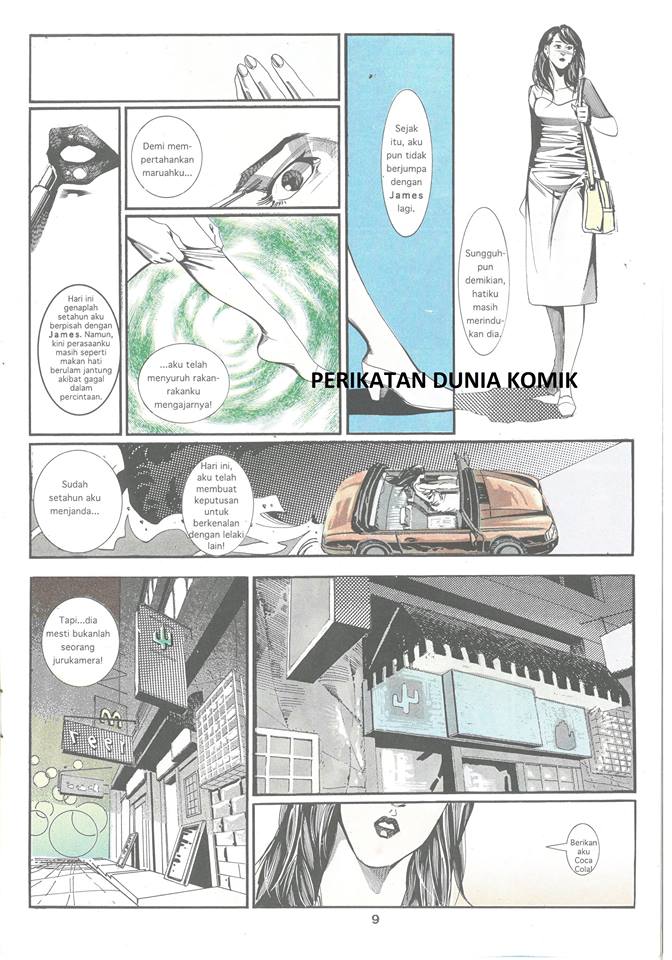 Hari ini
genaplah
setahun aku
berpisah dengan
James. Namun,
kini perasaanku
masih seperti
makan hati
berulam jantung
akibat gagal
dalam
percintaan.
Demi mem-
pertahankan
maruahku...
...aku telah
menyuruh rakan-
rakanku
mengajarnya!
Sejak
itu, aku
pun tidak
berjumpa
dengan
James
lagi.
Sungguh-
pun
demikian,
hatiku
masih
merindu-
kan dia.
PERIKATAN DUNIA KOMIK
Sudah
setahun aku
menjanda...
Hari ini,
aku telah
membuat
keputusan
untuk
berkenalan
dengan lelaki
lain!
Tapi...dia
mesti bukanlah
seorang
jurukamera!
Berikan
aku
Coca
Cola!
9